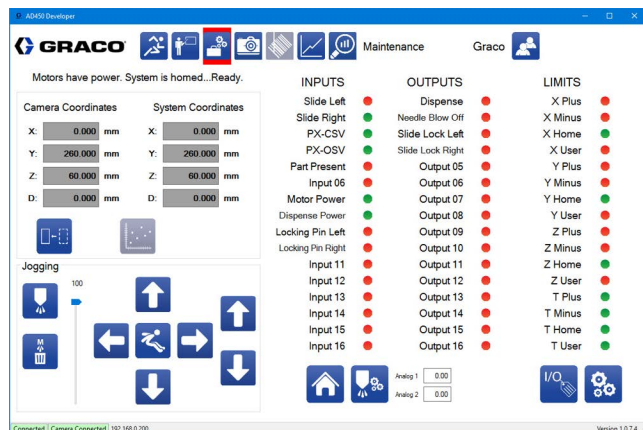 AD450 Developer
GRACO
Maintenance
Graco
Motors have power. System is homed...Ready.
Camera Coordinates
System Coordinates
X: 0.000 mm
X: 0.000 mm
Y: 260.000 mm
Y: 260.000 mm
Z: 60.000 mm
Z: 60.000 mm
D: 0.000 mm
D: 0.000 mm
Jogging
100
M
INPUTS
Slide Left
Slide Right
PX-CSV
PX-OSV
Part Present
Input 06
Motor Power
Dispense Power
Locking Pin Left
Locking Pin Right
Input 11
Input 12
Input 13
Input 14
Input 15
Input 16
OUTPUTS
Dispense
Needle Blow Off
Slide Lock Left
Slide Lock Right
Output 05
Output 06
Output 07
Output 08
Output 09
Output 10
Output 11
Output 12
Output 13
Output 14
Output 15
Output 16
LIMITS
X Plus
X Minus
X Home
X User
Y Plus
Y Minus
Y Home
Y User
Z Plus
Z Minus
Z Home
Z User
T Plus
T Minus
T Home
T User
Analog 1 0.00
Analog 2 0.00
I/O
Connected Camera Connected 192.168.0.200
Version 1.0.7.4